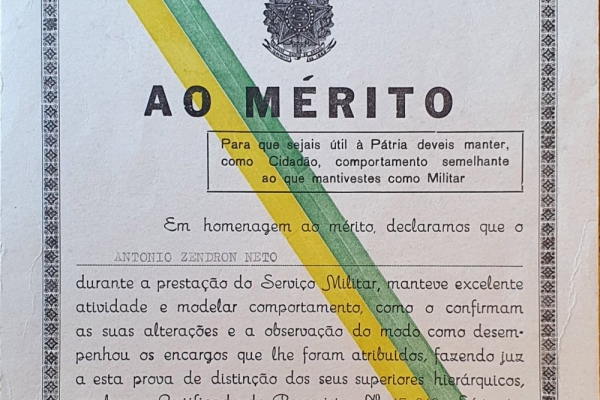 AO MÉRITO
Para que sejais útil à Pátria deveis manter,
como Cidadão, comportamento semelhante
ao que mantivestes como Militar
Em homenagem ao mérito, declaramos que o
ANTONIO ZENDRON NETO
durante a prestação do Serviço Militar, manteve excelente
atividade e modelar comportamento, como o confirmam
as suas alterações e a observação do modo como desem-
penhou os encargos que lhe foram atribuídos, fazendo juz
a esta prova de distinção dos seus superiores hierárquicos,